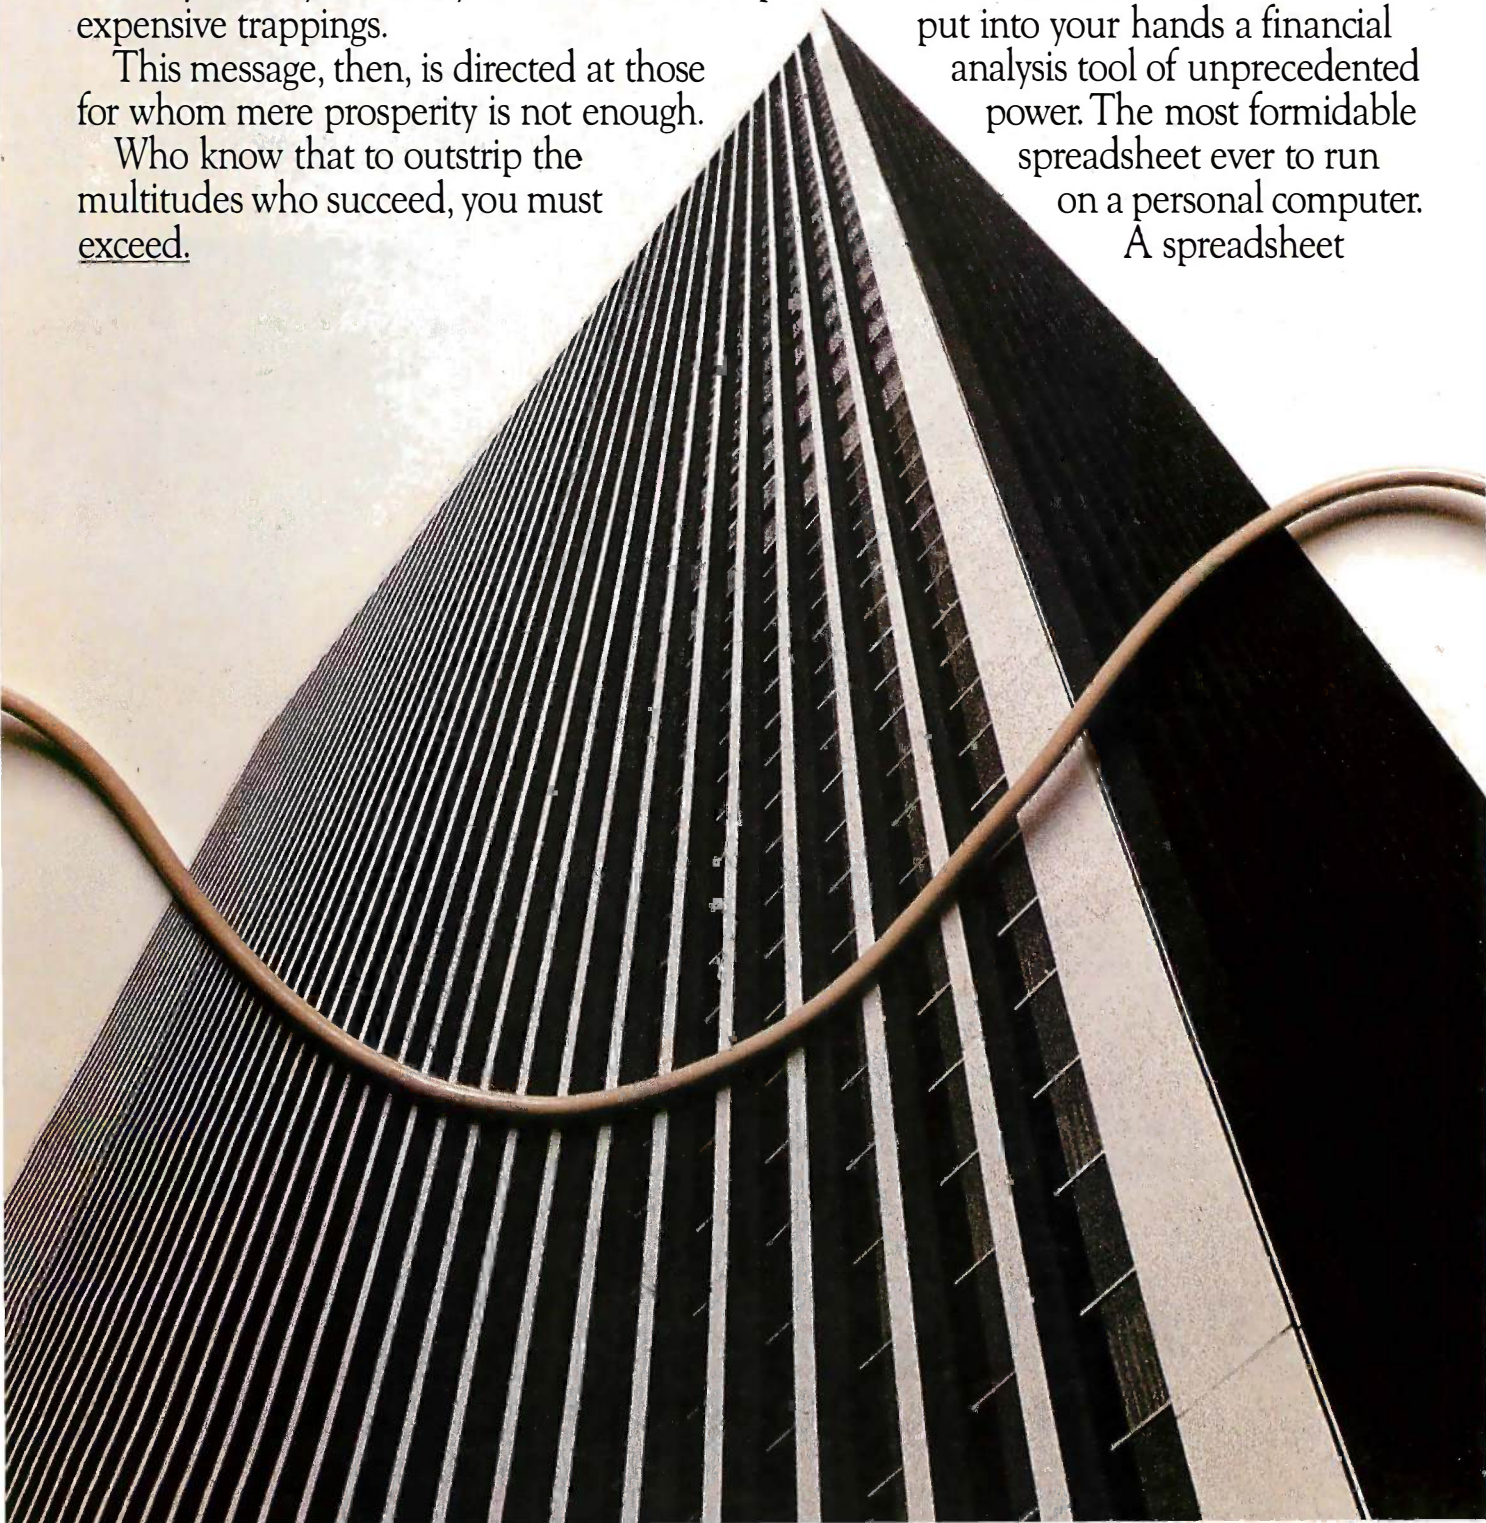 expensive trappings.
This message, then, is directed at those
for whom mere prosperity is not enough.
Who know that to outstrip the
multitudes who succeed, you must
exceed.
put into your hands a financial
analysis tool of unprecedented
power. The most formidable
spreadsheet ever to run
on a personal computer.
A spreadsheet